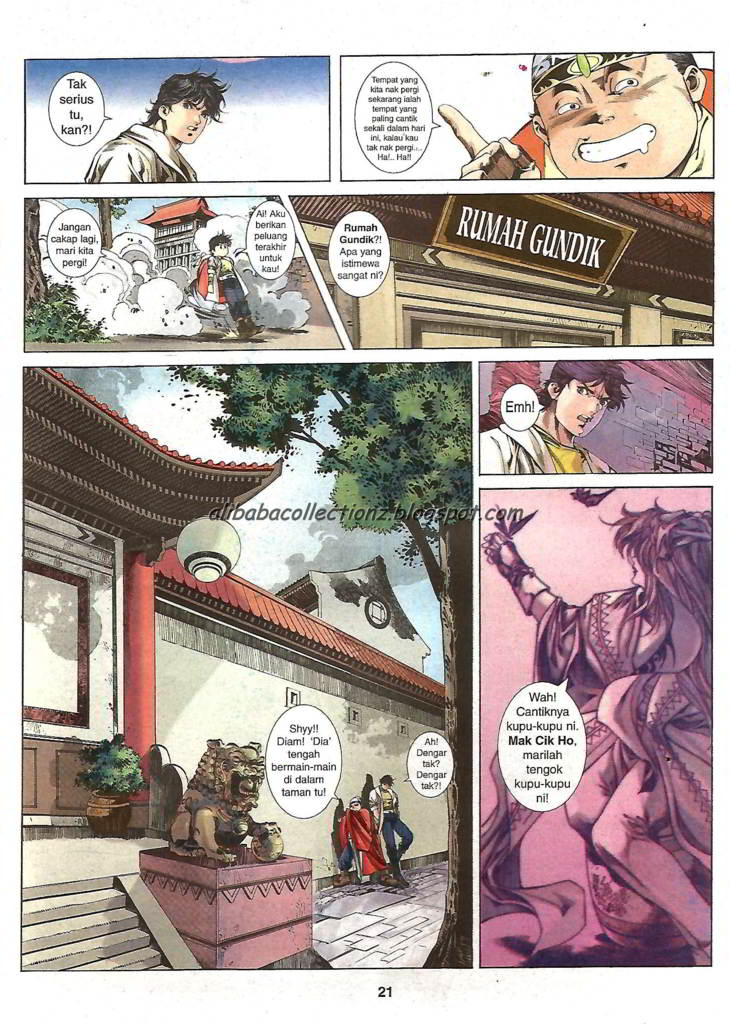 Tak
serius
tu,
kan?!
Tempat yang
kita nak pergi
sekarang ialah
tempat yang
paling cantik
sekali dalam hari
ini, kalau kau
tak nak pergi....
Ha!.. Ha!!
Jangan
cakap lagi,
mari kita
pergi!
Ai! Aku
berikan
peluang
terakhir
untuk
kau!
Rumah
Gundik?!
Apa yang
istimewa
sangat ni?
RUMAH GUNDIK
Emh!
alibabacollectionz.blogspot.com
Shyy!!
Diam! 'Dia'
tengah
bermain-main
di dalam
taman tu!
Ah!
Dengar
tak?
Dengar
tak?!
Wah!
Cantiknya
kupu-kupu ni.
Mak Cik Ho,
marilah
tengok
kupu-kupu
ni!
21